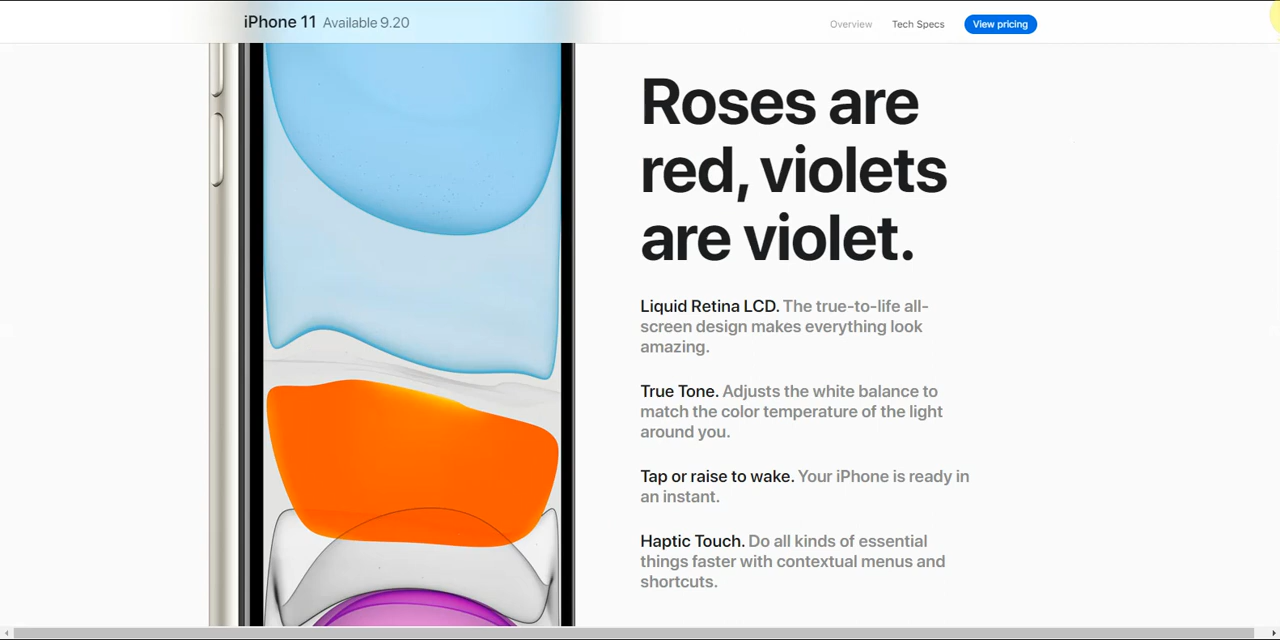 iPhone 11 Available 9.20
Overview Tech Specs View pricing
Roses are
red, violets
are violet.
Liquid Retina LCD. The true-to-life all-
screen design makes everything look
amazing.
True Tone. Adjusts the white balance to
match the color temperature of the light
around you.
Tap or raise to wake. Your iPhone is ready in
an instant.
Haptic Touch. Do all kinds of essential
things faster with contextual menus and
shortcuts.